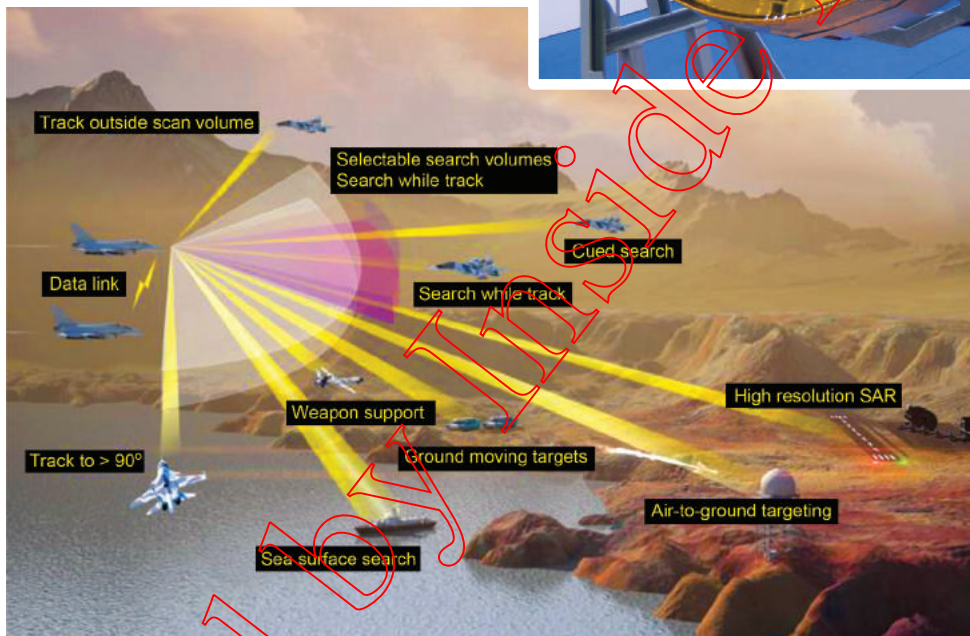 Track outside scan volume
Selectable search volumes
Search while track
Cued search
Data link
Search while track
High resolution SAR
Weapon support
Track to > 90º
Ground moving targets
Air-to-ground targeting
Sea surface search
by Inside